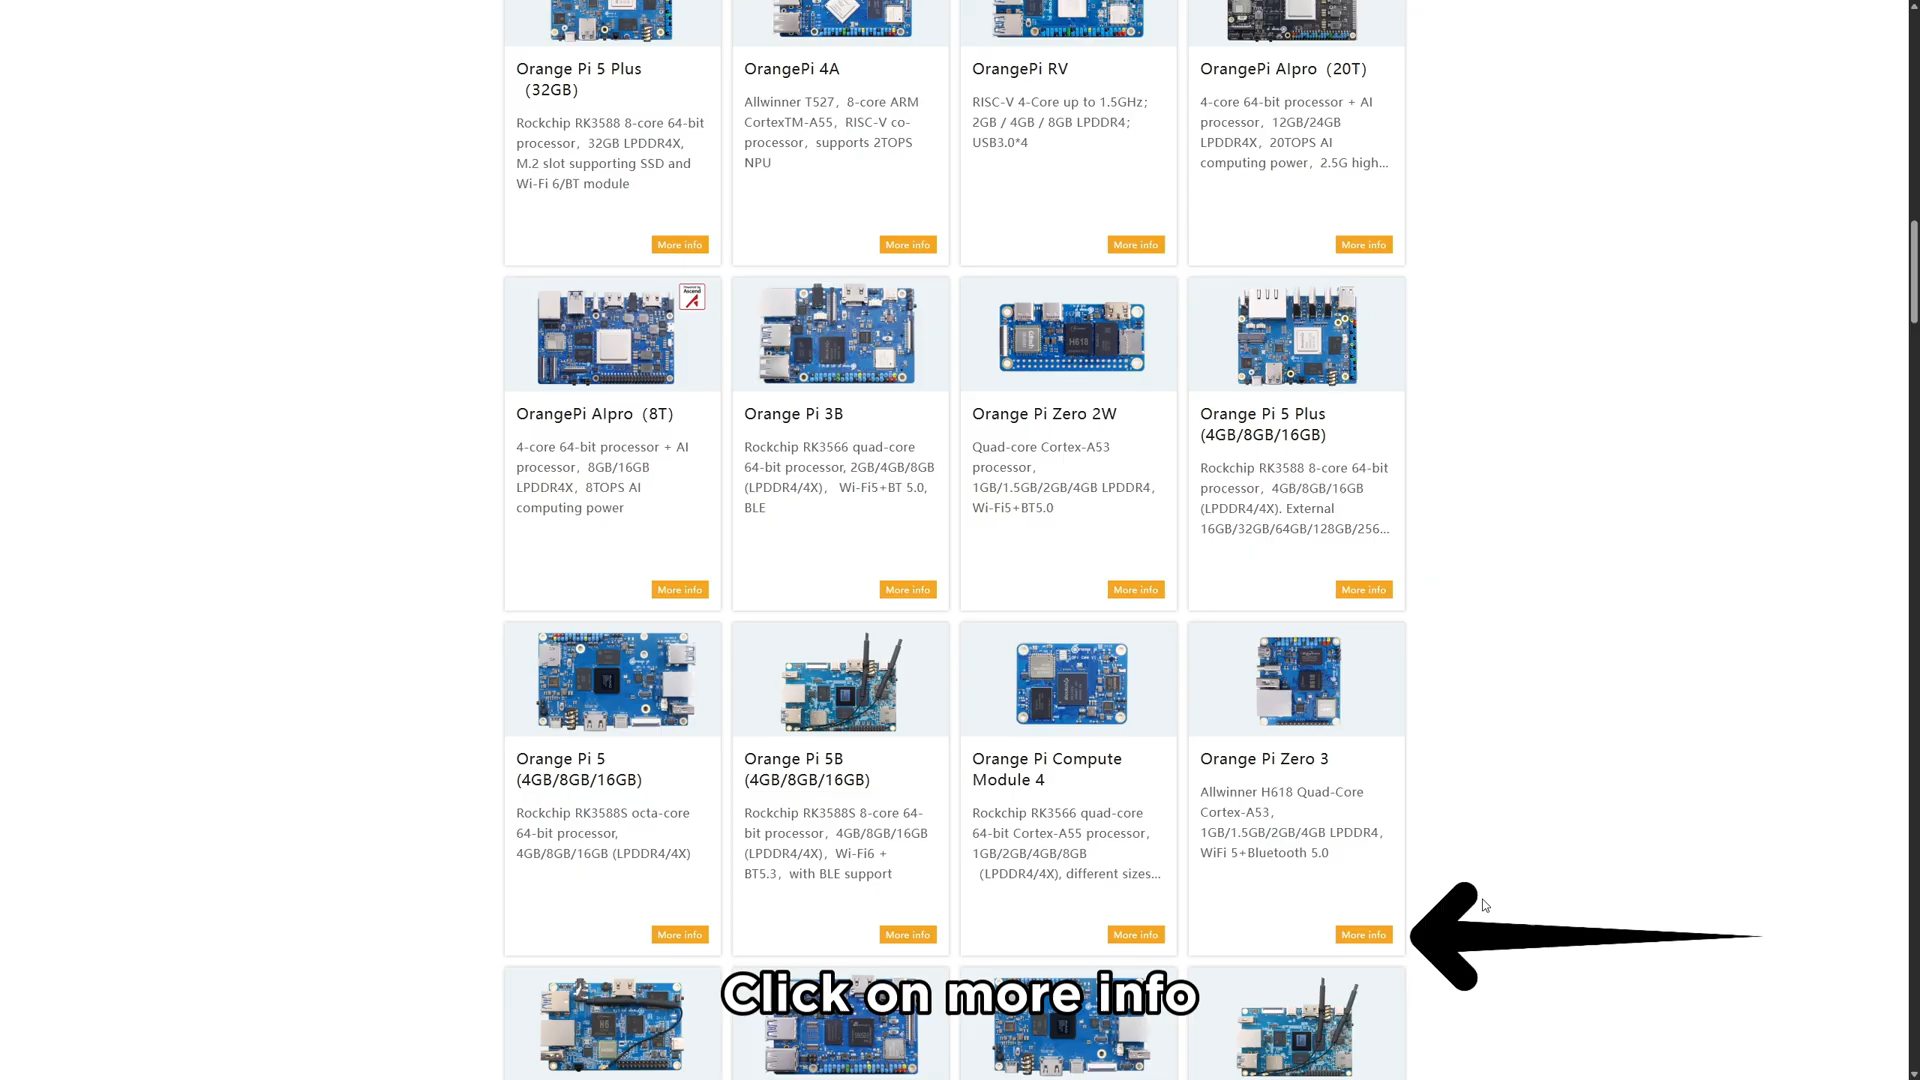 Orange Pi 5 Plus
（32GB）
Rockchip RK3588 8-core 64-bit
processor，32GB LPDDR4X,
M.2 slot supporting SSD and
Wi-Fi 6/BT module
More info
OrangePi 4A
Allwinner T527，8-core ARM
CortexTM-A55，RISC-V co-
processor，supports 2TOPS
NPU
More info
OrangePi RV
RISC-V 4-Core up to 1.5GHz；
2GB / 4GB / 8GB LPDDR4；
USB3.0*4
More info
OrangePi AIpro（20T）
4-core 64-bit processor + AI
processor，12GB/24GB
LPDDR4X，20TOPS AI
computing power，2.5G high...
More info
Ascend
OrangePi AIpro（8T）
4-core 64-bit processor + AI
processor，8GB/16GB
LPDDR4X，8TOPS AI
computing power
More info
Orange Pi 3B
Rockchip RK3566 quad-core
64-bit processor, 2GB/4GB/8GB
(LPDDR4/4X)， Wi-Fi5+BT 5.0,
BLE
More info
H618
Orange Pi Zero 2W
Quad-core Cortex-A53
processor，
1GB/1.5GB/2GB/4GB LPDDR4，
Wi-Fi5+BT5.0
More info
Orange Pi 5 Plus
(4GB/8GB/16GB)
Rockchip RK3588 8-core 64-bit
processor，4GB/8GB/16GB
(LPDDR4/4X). External
16GB/32GB/64GB/128GB/256...
More info
Orange Pi 5
(4GB/8GB/16GB)
Rockchip RK3588S octa-core
64-bit processor,
4GB/8GB/16GB (LPDDR4/4X)
More info
Orange Pi 5B
(4GB/8GB/16GB)
Rockchip RK3588S 8-core 64-
bit processor，4GB/8GB/16GB
(LPDDR4/4X)，Wi-Fi6 +
BT5.3，with BLE support
More info
Orange Pi Compute
Module 4
Rockchip RK3566 quad-core
64-bit Cortex-A55 processor，
1GB/2GB/4GB/8GB
（LPDDR4/4X), different sizes...
More info
Orange Pi Zero 3
Allwinner H618 Quad-Core
Cortex-A53，
1GB/1.5GB/2GB/4GB LPDDR4，
WiFi 5+Bluetooth 5.0
More info
H6
Click on more info